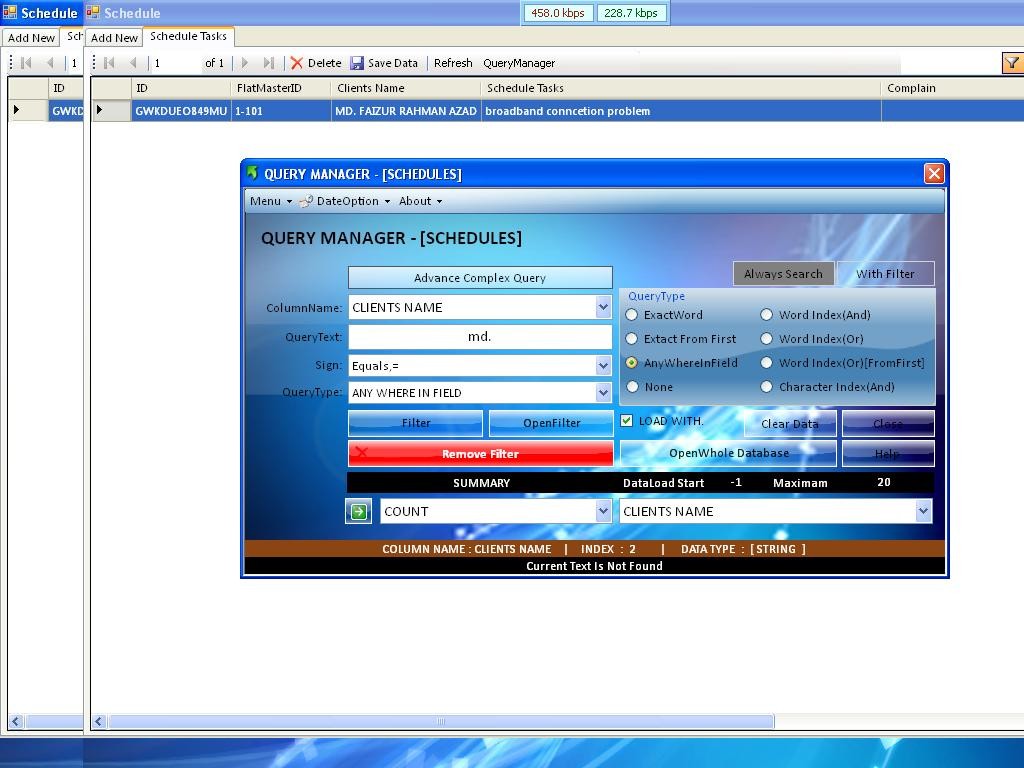 Schedule
Schedule
458.0 kbps
228.7 kbps
Add New
Sch
Add New
Schedule Tasks
1
1
of 1
Delete
Save Data
Refresh
QueryManager
ID
ID
FlatMasterID
Clients Name
Schedule Tasks
Complain
GWKD
GWKDUEO849MU
1-101
MD. FAIZUR RAHMAN AZAD
broadband conncetion problem
QUERY MANAGER - [SCHEDULES]
Menu
DateOption
About
QUERY MANAGER - [SCHEDULES]
Advance Complex Query
Always Search
With Filter
ColumnName:
CLIENTS NAME
QueryText:
md.
Sign:
Equals,=
QueryType:
ANY WHERE IN FIELD
QueryType
ExactWord
Word Index(And)
Extact From First
Word Index(Or)
AnyWhereInField
Word Index(Or)[FromFirst]
None
Character Index(And)
Filter
OpenFilter
LOAD WITH.
Clear Data
Close
Remove Filter
OpenWhole Database
Help
SUMMARY
DataLoad Start
-1
Maximam
20
COUNT
CLIENTS NAME
COLUMN NAME : CLIENTS NAME | INDEX : 2 | DATA TYPE : [ STRING ]
Current Text Is Not Found